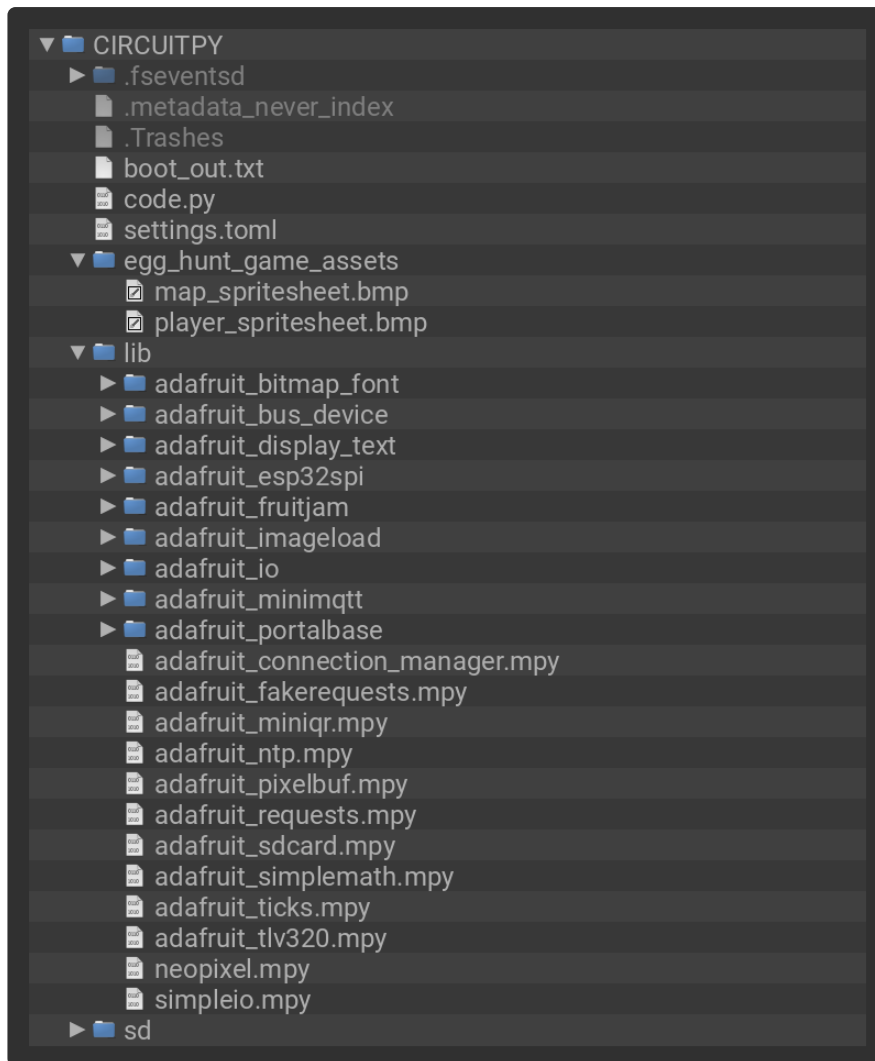 CIRCUITPY
.fseventsd
.metadata_never_index
.Trashes
boot_out.txt
code.py
settings.toml
egg_hunt_game_assets
map_spritesheet.bmp
player_spritesheet.bmp
lib
adafruit_bitmap_font
adafruit_bus_device
adafruit_display_text
adafruit_esp32spi
adafruit_fruitjam
adafruit_imageload
adafruit_io
adafruit_minimqtt
adafruit_portalbase
adafruit_connection_manager.mpy
adafruit_fakerequests.mpy
adafruit_miniqr.mpy
adafruit_ntp.mpy
adafruit_pixelbuf.mpy
adafruit_requests.mpy
adafruit_sdcard.mpy
adafruit_simplemath.mpy
adafruit_ticks.mpy
adafruit_tlv320.mpy
neopixel.mpy
simpleio.mpy
sd